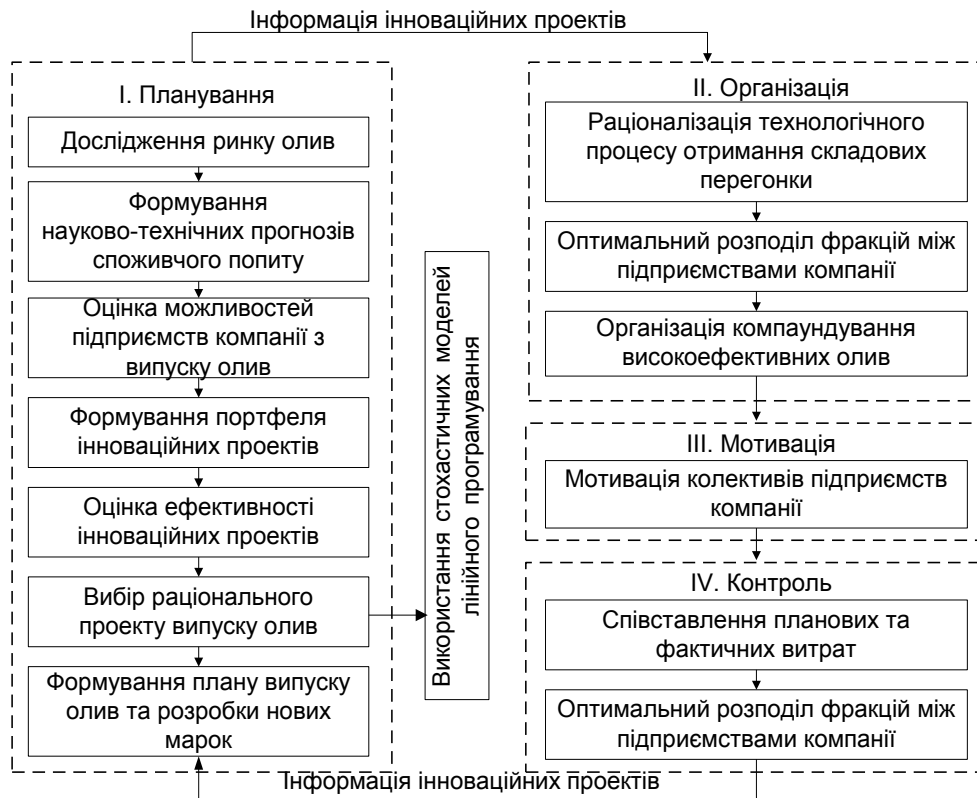 Інформація інноваційних проектів
І. Планування
Дослідження ринку олив
Формування
науково-технічних прогнозів
споживчого попиту
Оцінка можливостей
підприємств компанії з
випуску олив
Формування портфеля
інноваційних проектів
Оцінка ефективності
інноваційних проектів
Вибір раціонального
проекту випуску олив
Формування плану випуску
олив та розробки нових
марок
Використання стохастичних моделей
лінійного програмування
ІІ. Організація
Раціоналізація технологічного
процесу отримання складових
перегонки
Оптимальний розподіл фракцій між
підприємствами компанії
Організація компаундування
високоефективних олив
ІІІ. Мотивація
Мотивація колективів підприємств
компанії
ІV. Контроль
Співставлення планових та
фактичних витрат
Оптимальний розподіл фракцій між
підприємствами компанії
Інформація інноваційних проектів